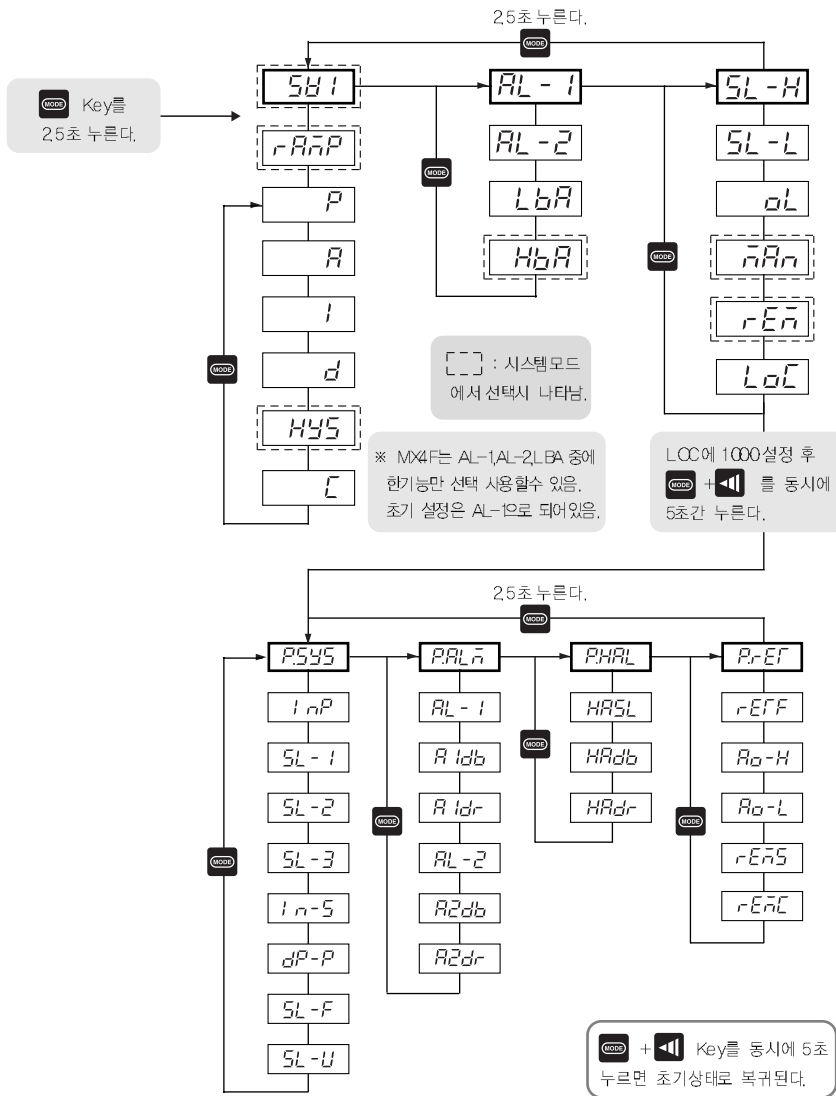 2.5초 누른다.
MODE
MODE Key를
2.5초 누른다.
SV1
AL-1
SL-H
rAmP
AL-2
SL-L
P
LbA
oL
MODE
A
HbA
mAn
MODE
I
rEm
d
LoC
MODE
HYS
C
: 시스템모드
에서 선택시 나타남.
※ MX4F는 AL-1,AL-2,LBA 중에
한기능만 선택 사용할수 있음.
초기 설정은 AL-1으로 되어있음.
LOC에 1000설정 후
MODE + 를 동시에
5초간 누른다.
2.5초 누른다.
MODE
P.SYS
P.ALm
P.HAL
P.rET
InP
AL-1
HASL
rETF
SL-1
A1db
HAdb
Ao-H
MODE
SL-2
A1dr
HAdr
Ao-L
MODE
MODE
SL-3
AL-2
rEmS
MODE
In-S
A2db
rEmC
dP-P
A2dr
SL-F
SL-U
MODE + Key를 동시에 5초
누르면 초기상태로 복귀된다.